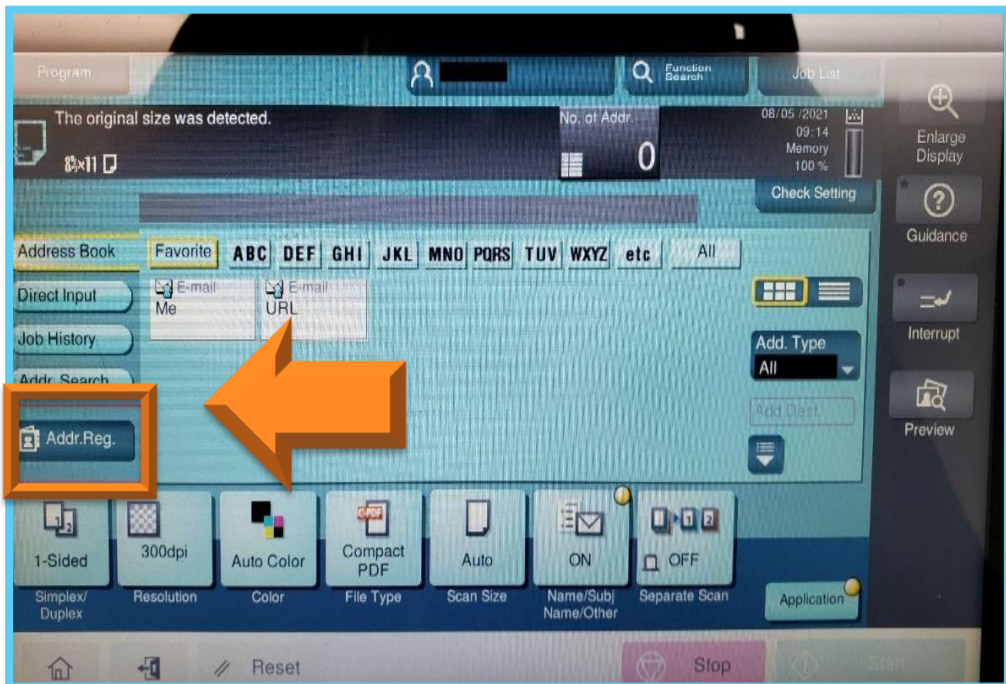 Program
Function Search
Job List
The original size was detected.
8½×11
No. of Addr.
0
08/05/2021
09:14
Memory
100 %
Enlarge
Display
Check Setting
Guidance
Address Book
Favorite ABC DEF GHI JKL MNO PQRS TUV WXYZ etc All
Direct Input
E-mail
Me
E-mail
URL
Job History
Add. Type
All
Interrupt
Addr. Search
Add Dest.
Addr.Reg.
Preview
1-Sided
300dpi
Auto Color
C-PDF
Compact
PDF
Auto
ON
OFF
Simplex/
Duplex
Resolution
Color
File Type
Scan Size
Name/Subj
Name/Other
Separate Scan
Application
Reset
Stop
Start